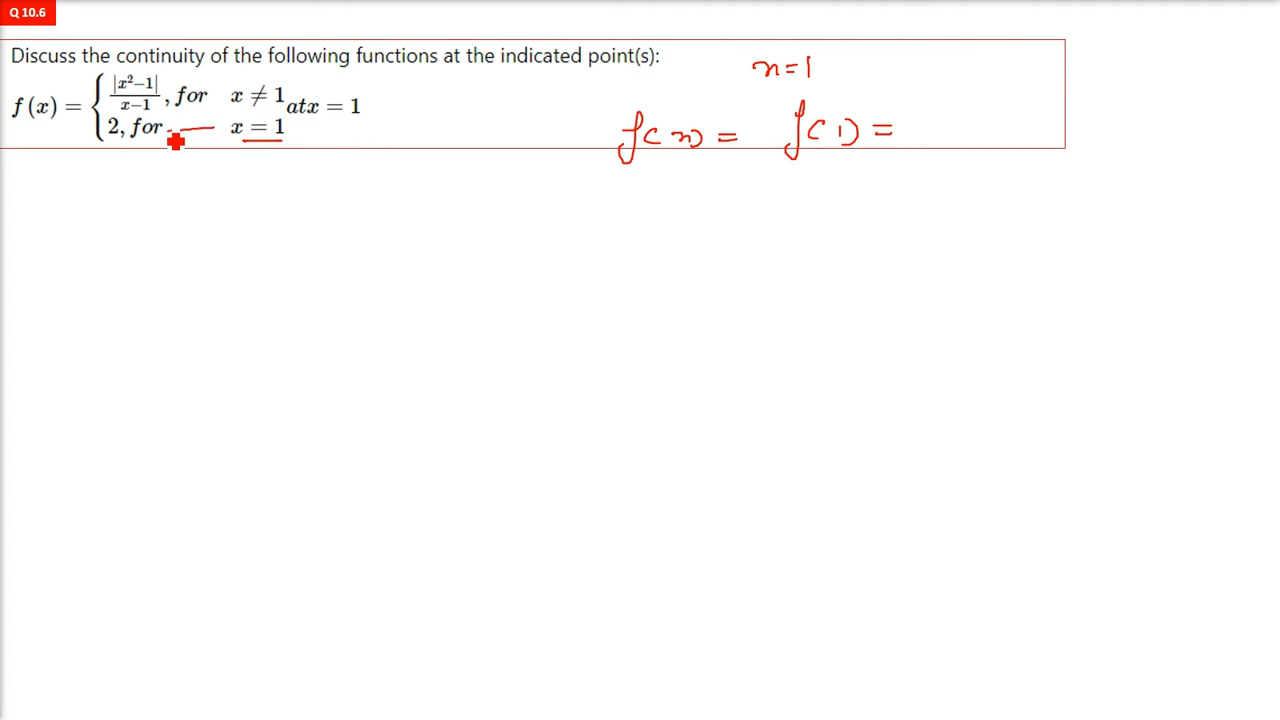 Q 10.6
Discuss the continuity of the following functions at the indicated point(s):
f(x) = { |x²−1| / x−1 , for x ≠ 1
2, for x = 1
atx = 1
x = 1
f(x) = f(1) =